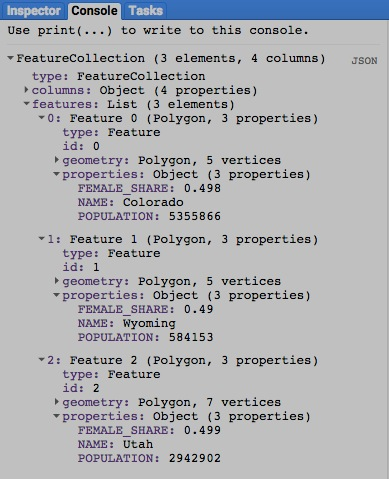 Inspector Console Tasks
Use print(...) to write to this console.
FeatureCollection (3 elements, 4 columns) JSON
type: FeatureCollection
columns: Object (4 properties)
features: List (3 elements)
0: Feature 0 (Polygon, 3 properties)
type: Feature
id: 0
geometry: Polygon, 5 vertices
properties: Object (3 properties)
FEMALE_SHARE: 0.498
NAME: Colorado
POPULATION: 5355866
1: Feature 1 (Polygon, 3 properties)
type: Feature
id: 1
geometry: Polygon, 5 vertices
properties: Object (3 properties)
FEMALE_SHARE: 0.49
NAME: Wyoming
POPULATION: 584153
2: Feature 2 (Polygon, 3 properties)
type: Feature
id: 2
geometry: Polygon, 7 vertices
properties: Object (3 properties)
FEMALE_SHARE: 0.499
NAME: Utah
POPULATION: 2942902